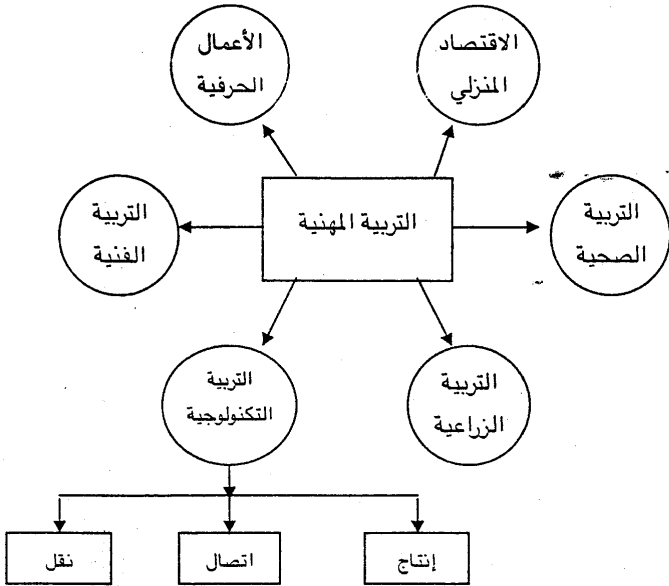 الاقتصاد
المنزلي
الأعمال
الحرفية
التربية المهنية
التربية
الصحية
التربية
الفنية
التربية
الزراعية
التربية
التكنولوجية
إنتاج
اتصال
نقل